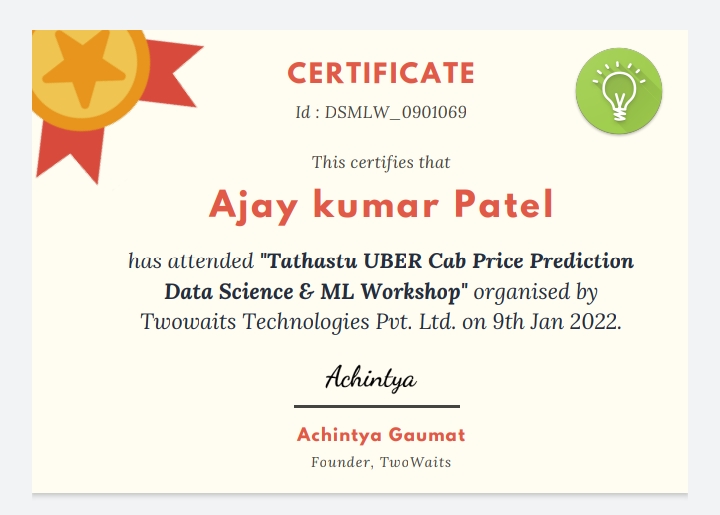 CERTIFICATE
Id : DSMLW_0901069
This certifies that
Ajay kumar Patel
has attended "Tathastu UBER Cab Price Prediction
Data Science & ML Workshop" organised by
Twowaits Technologies Pvt. Ltd. on 9th Jan 2022.
Achintya
Achintya Gaumat
Founder, TwoWaits